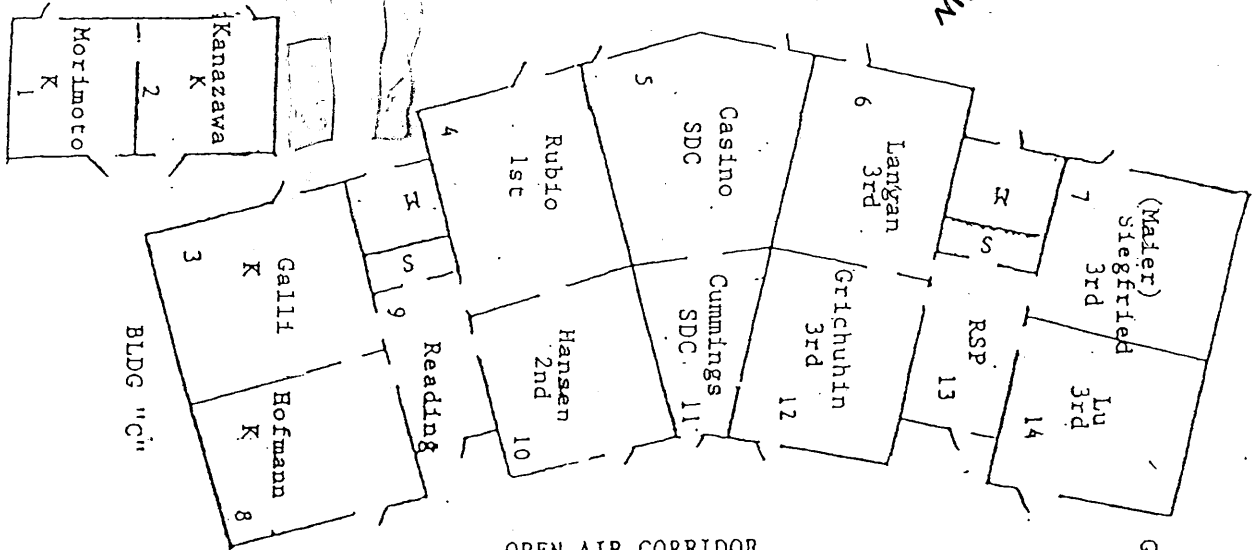 Morimoto
K
1
Kanazawa
K
2
Galli
K
3
Rubio
1st
4
Casino
SDC
5
Langan
3rd
6
(Maier)
Siegfried
3rd
7
Hofmann
K
8
Reading
9
Hansen
2nd
10
Cummings
SDC
11
Grichuhin
3rd
12
RSP
13
Lu
3rd
14
S
S
BLDG "C"
OPEN AIR CORRIDOR